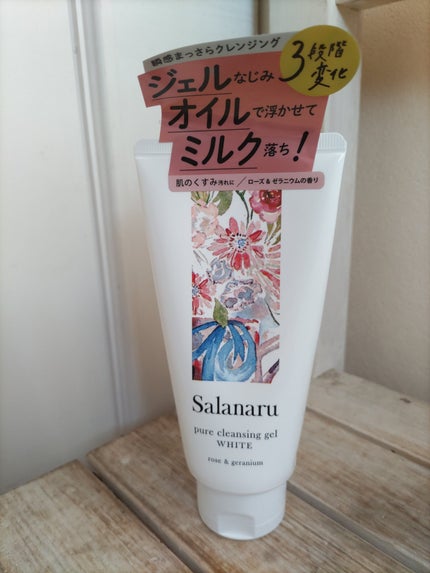 瞬感まっさらクレンジング
3段階
変化
ジェルなじみ
オイルで浮かせて
ミルク落ち!
肌のくすみ汚れに/ローズ&ゼラニウムの香り
Salanaru
pure cleansing gel
WHITE
rose & geranium